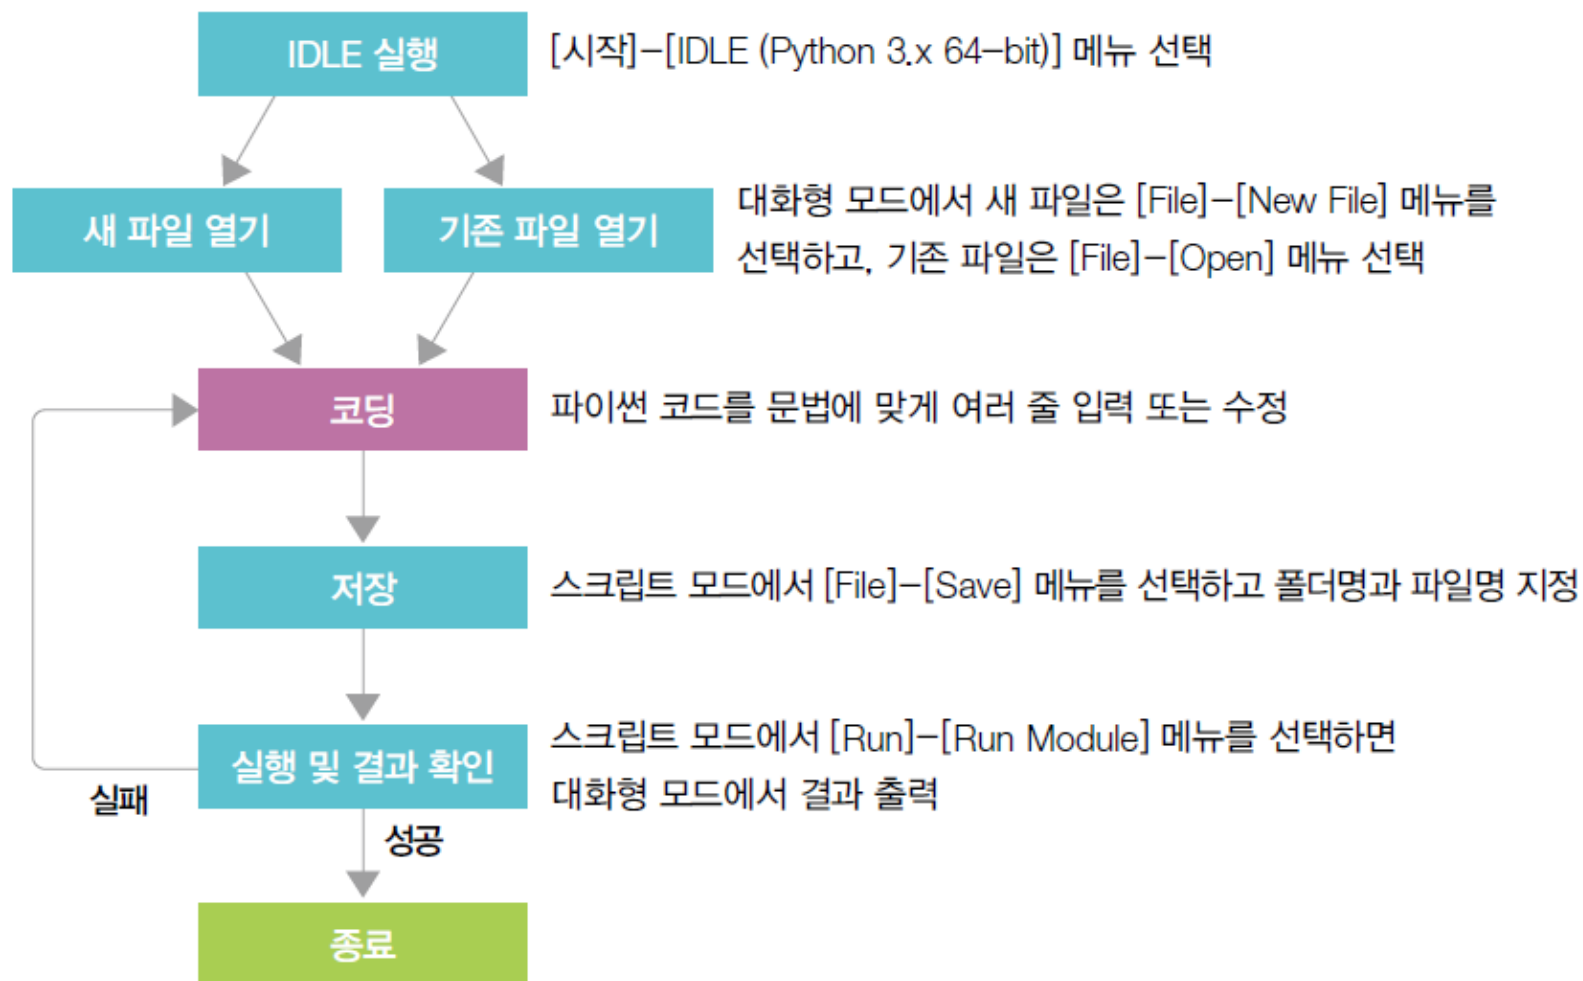 IDLE 실행
[시작]-[IDLE (Python 3.x 64-bit)] 메뉴 선택
새 파일 열기
기존 파일 열기
대화형 모드에서 새 파일은 [File]-[New File] 메뉴를
선택하고, 기존 파일은 [File]-[Open] 메뉴 선택
코딩
파이썬 코드를 문법에 맞게 여러 줄 입력 또는 수정
저장
스크립트 모드에서 [File]-[Save] 메뉴를 선택하고 폴더명과 파일명 지정
실행 및 결과 확인
스크립트 모드에서 [Run]-[Run Module] 메뉴를 선택하면
대화형 모드에서 결과 출력
실패
성공
종료